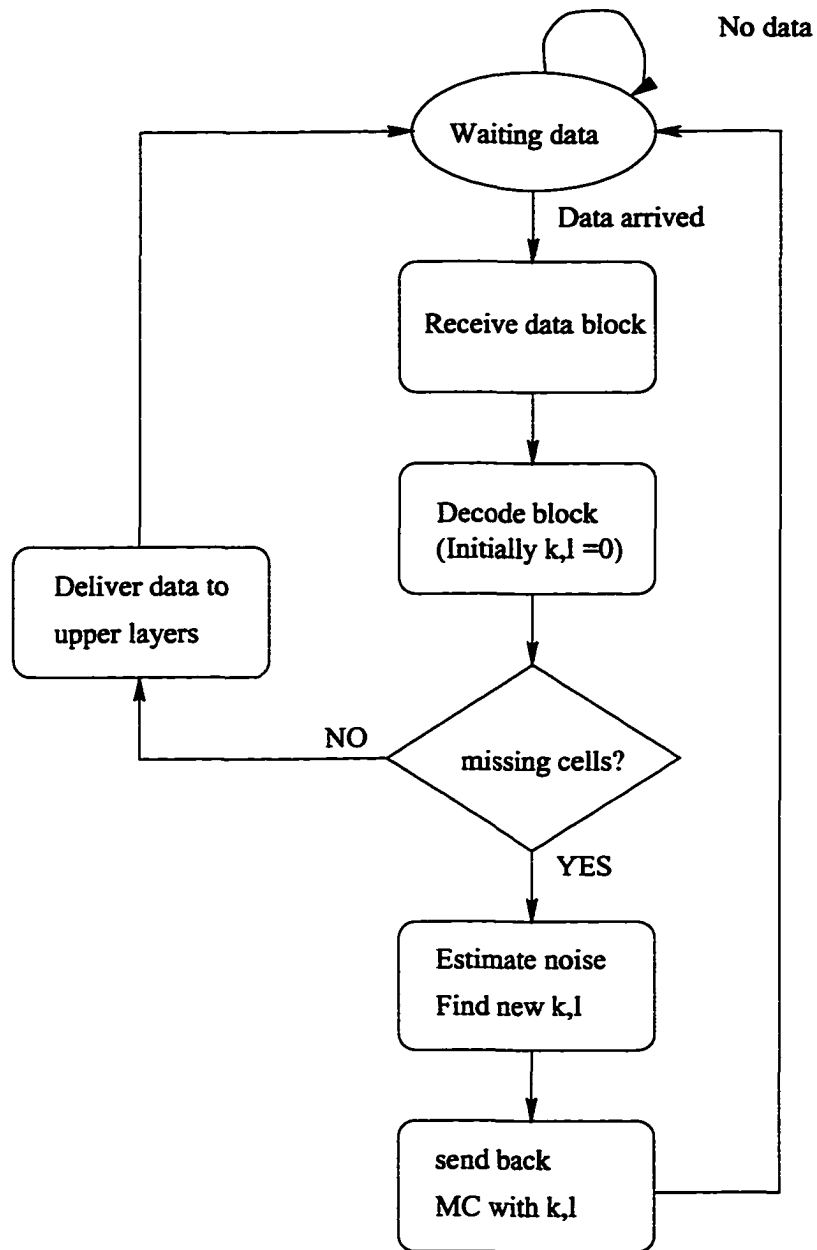 No data
Waiting data
Data arrived
Receive data block
Decode block
(Initially k,l =0)
Deliver data to
upper layers
NO
missing cells?
YES
Estimate noise
Find new k,l
send back
MC with k,l